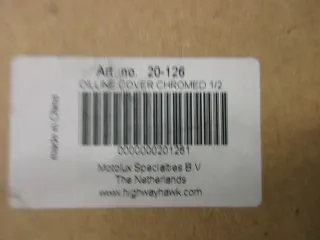 Art. no. 20-126
OILLINE COVER CHROMED 1/2
made in China
0000000201261
Motolux Specialties B.V
The Netherlands
www.highwayhawk.com